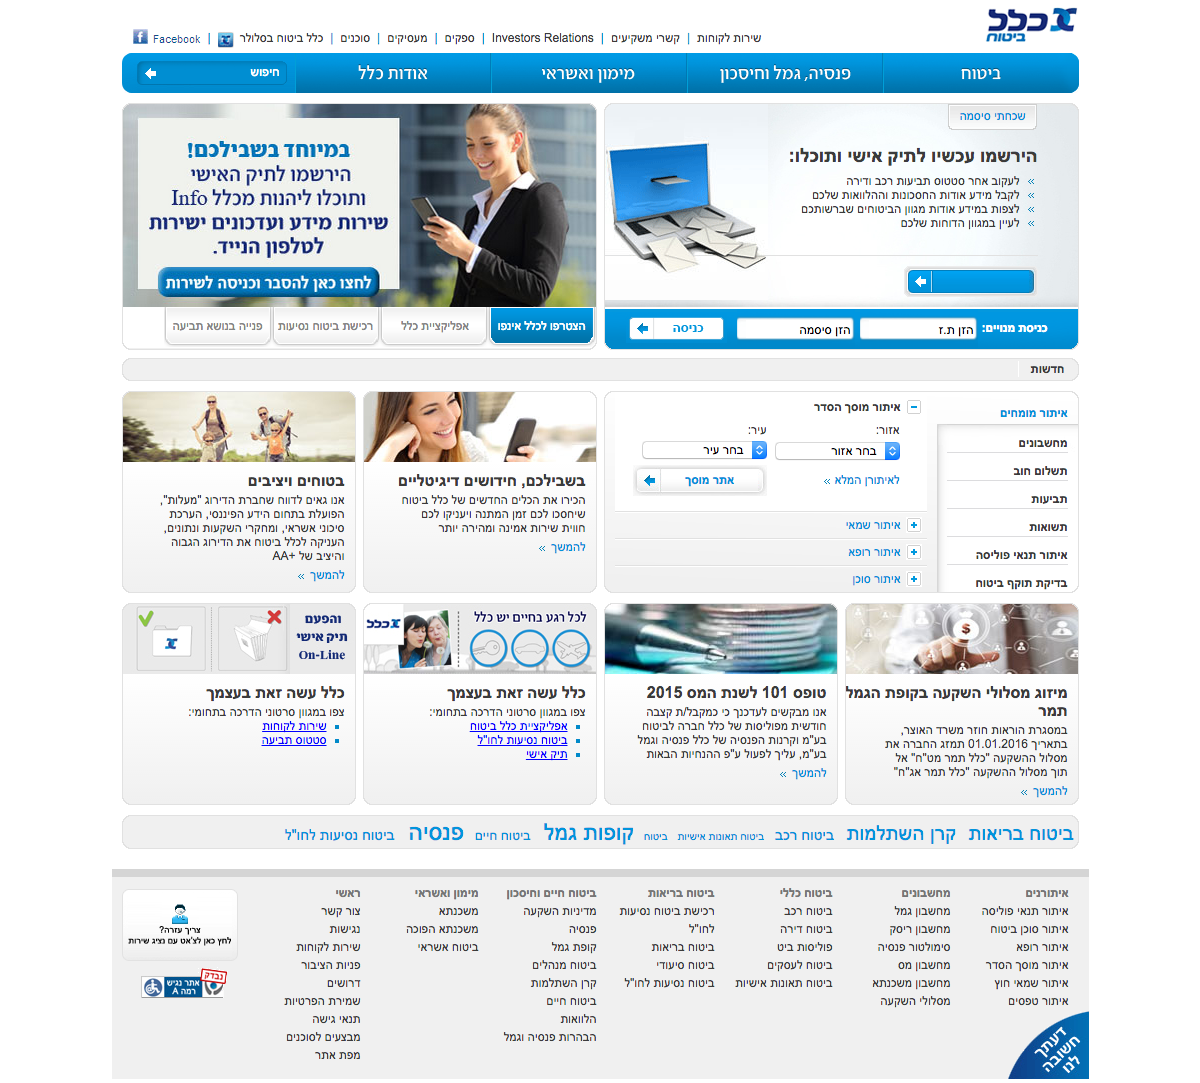 כלל
ביטוח
שירות לקוחות | קשרי משקיעים | Investors Relations | ספקים | מעסיקים | סוכנים | כלל ביטוח בסלולר | Facebook
ביטוח
פנסיה, גמל וחיסכון
מימון ואשראי
אודות כלל
חיפוש
שכחתי סיסמה
הירשמו עכשיו לתיק אישי ותוכלו:
לעקוב אחר סטטוס תביעות רכב ודירה
לקבל מידע אודות החסכונות וההלוואות שלכם
לצפות במידע אודות מגוון הביטוחים שברשותכם
לעיין במגוון הדוחות שלכם
כניסת מנויים:
הזן ת.ז
הזן סיסמה
כניסה
במיוחד בשבילכם!
הירשמו לתיק האישי
ותוכלו ליהנות מכלל Info
שירות מידע ועדכונים ישירות
לטלפון הנייד.
לחצו כאן להסבר וכניסה לשירות
הצטרפו לכלל אינפו
אפליקציית כלל
רכישת ביטוח נסיעות
פנייה בנושא תביעה
חדשות
איתור מומחים
מחשבונים
תשלום חוב
תביעות
תשואות
איתור תנאי פוליסה
בדיקת תוקף ביטוח
איתור מוסך הסדר
אזור:
עיר:
בחר אזור
בחר עיר
לאיתורן המלא
אתר מוסך
איתור שמאי
איתור רופא
איתור סוכן
בשבילכם, חידושים דיגיטליים
הכירו את הכלים החדשים של כלל ביטוח
שיחסכו לכם זמן המתנה ויעניקו לכם
חווית שירות אמינה ומהירה יותר
להמשך
בטוחים ויציבים
אנו גאים לדווח שחברת הדירוג "מעלות",
הפועלת בתחום הידע הפיננסי, הערכת
סיכוני אשראי, ומחקרי השקעות ונתונים,
העניקה לכלל ביטוח את הדירוג הגבוה
והיציב של +AA
להמשך
מיזוג מסלולי השקעה בקופת הגמל
תמר
במסגרת הוראות חוזר משרד האוצר,
בתאריך 01.01.2016 תמזג החברה את
מסלול ההשקעה "כלל תמר מט"ח" אל
תוך מסלול ההשקעה "כלל תמר אג"ח"
להמשך
טופס 101 לשנת המס 2015
אנו מבקשים לעדכנך כי כמקבל/ת קצבה
חודשית מפוליסות של כלל חברה לביטוח
בע"מ וקרנות הפנסיה של כלל פנסיה וגמל
בע"מ, עליך לפעול ע"פ ההנחיות הבאות
להמשך
לכל רגע בחיים יש כלל
כלל
כלל עשה זאת בעצמך
צפו במגוון סרטוני הדרכה בתחומי:
אפליקציית כלל ביטוח
ביטוח נסיעות לחו"ל
תיק אישי
והפעם
תיק אישי
On-Line
כלל עשה זאת בעצמך
צפו במגוון סרטוני הדרכה בתחומי:
שירות לקוחות
סטטוס תביעה
ביטוח בריאות קרן השתלמות ביטוח רכב ביטוח תאונות אישיות ביטוח קופות גמל ביטוח חיים פנסיה ביטוח נסיעות לחו"ל
איתורנים
איתור תנאי פוליסה
איתור סוכן ביטוח
איתור רופא
איתור מוסך הסדר
איתור שמאי חוץ
איתור טפסים
מחשבונים
מחשבון גמל
מחשבון ריסק
סימולטור פנסיה
מחשבון מס
מחשבון משכנתא
מסלולי השקעה
ביטוח כללי
ביטוח רכב
ביטוח דירה
פוליסות ביט
ביטוח לעסקים
ביטוח תאונות אישיות
ביטוח בריאות
רכישת ביטוח נסיעות
לחו"ל
ביטוח בריאות
ביטוח סיעודי
ביטוח נסיעות לחו"ל
ביטוח חיים וחיסכון
מדיניות השקעה
פנסיה
קופת גמל
ביטוח מנהלים
קרן השתלמות
ביטוח חיים
הלוואות
הבהרות פנסיה וגמל
מימון ואשראי
משכנתא
משכנתא הפוכה
ביטוח אשראי
ראשי
צור קשר
נגישות
שירות לקוחות
פניות הציבור
דרושים
שמירת הפרטיות
תנאי גישה
מבצעים לסוכנים
מפת אתר
צריך עזרה?
לחץ כאן לצ'אט עם נציג שירות
נבדק
אתר נגיש
רמה A
דעתך
חשובה
לנו